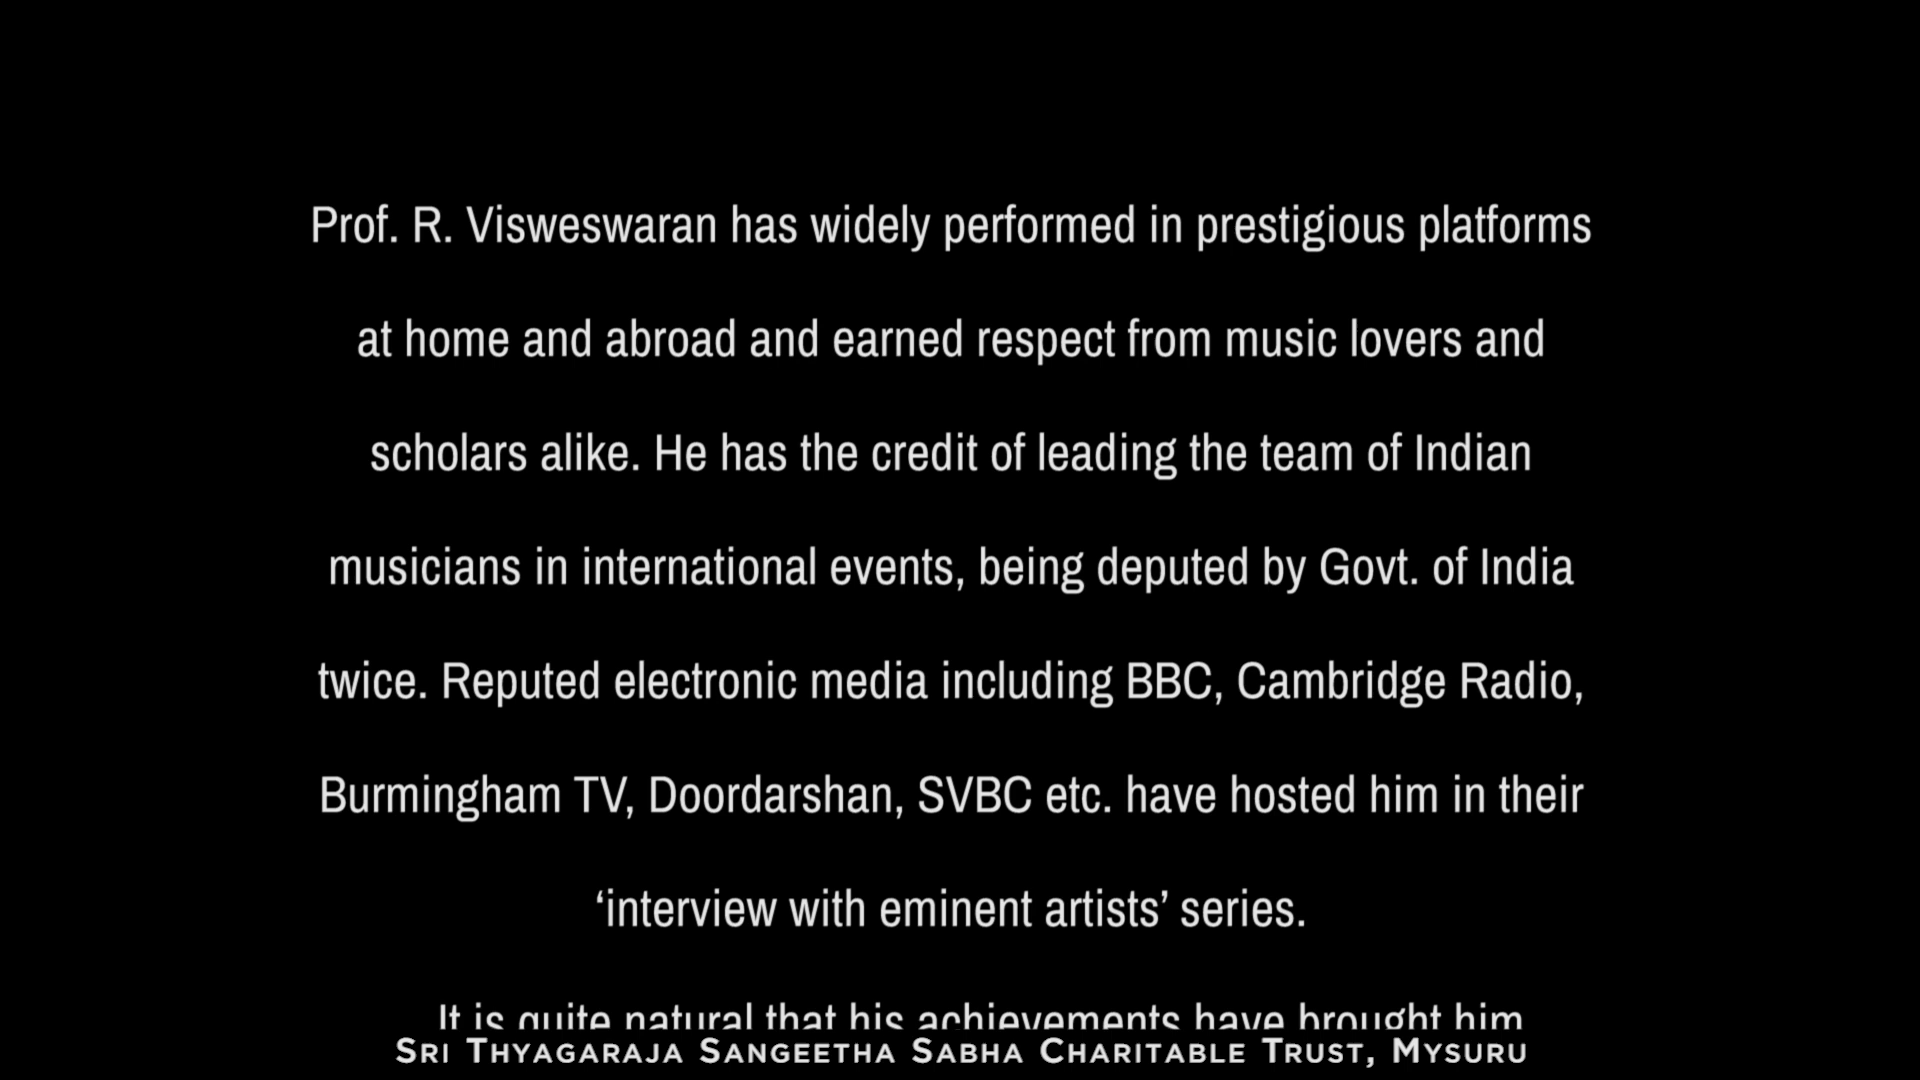 Prof. R. Visweswaran has widely performed in prestigious platforms
at home and abroad and earned respect from music lovers and
scholars alike. He has the credit of leading the team of Indian
musicians in international events, being deputed by Govt. of India
twice. Reputed electronic media including BBC, Cambridge Radio,
Burmingham TV, Doordarshan, SVBC etc. have hosted him in their
‘interview with eminent artists’ series.
It is quite natural that his achievements have brought him
Sri Thyagaraja Sangeetha Sabha Charitable Trust, Mysuru